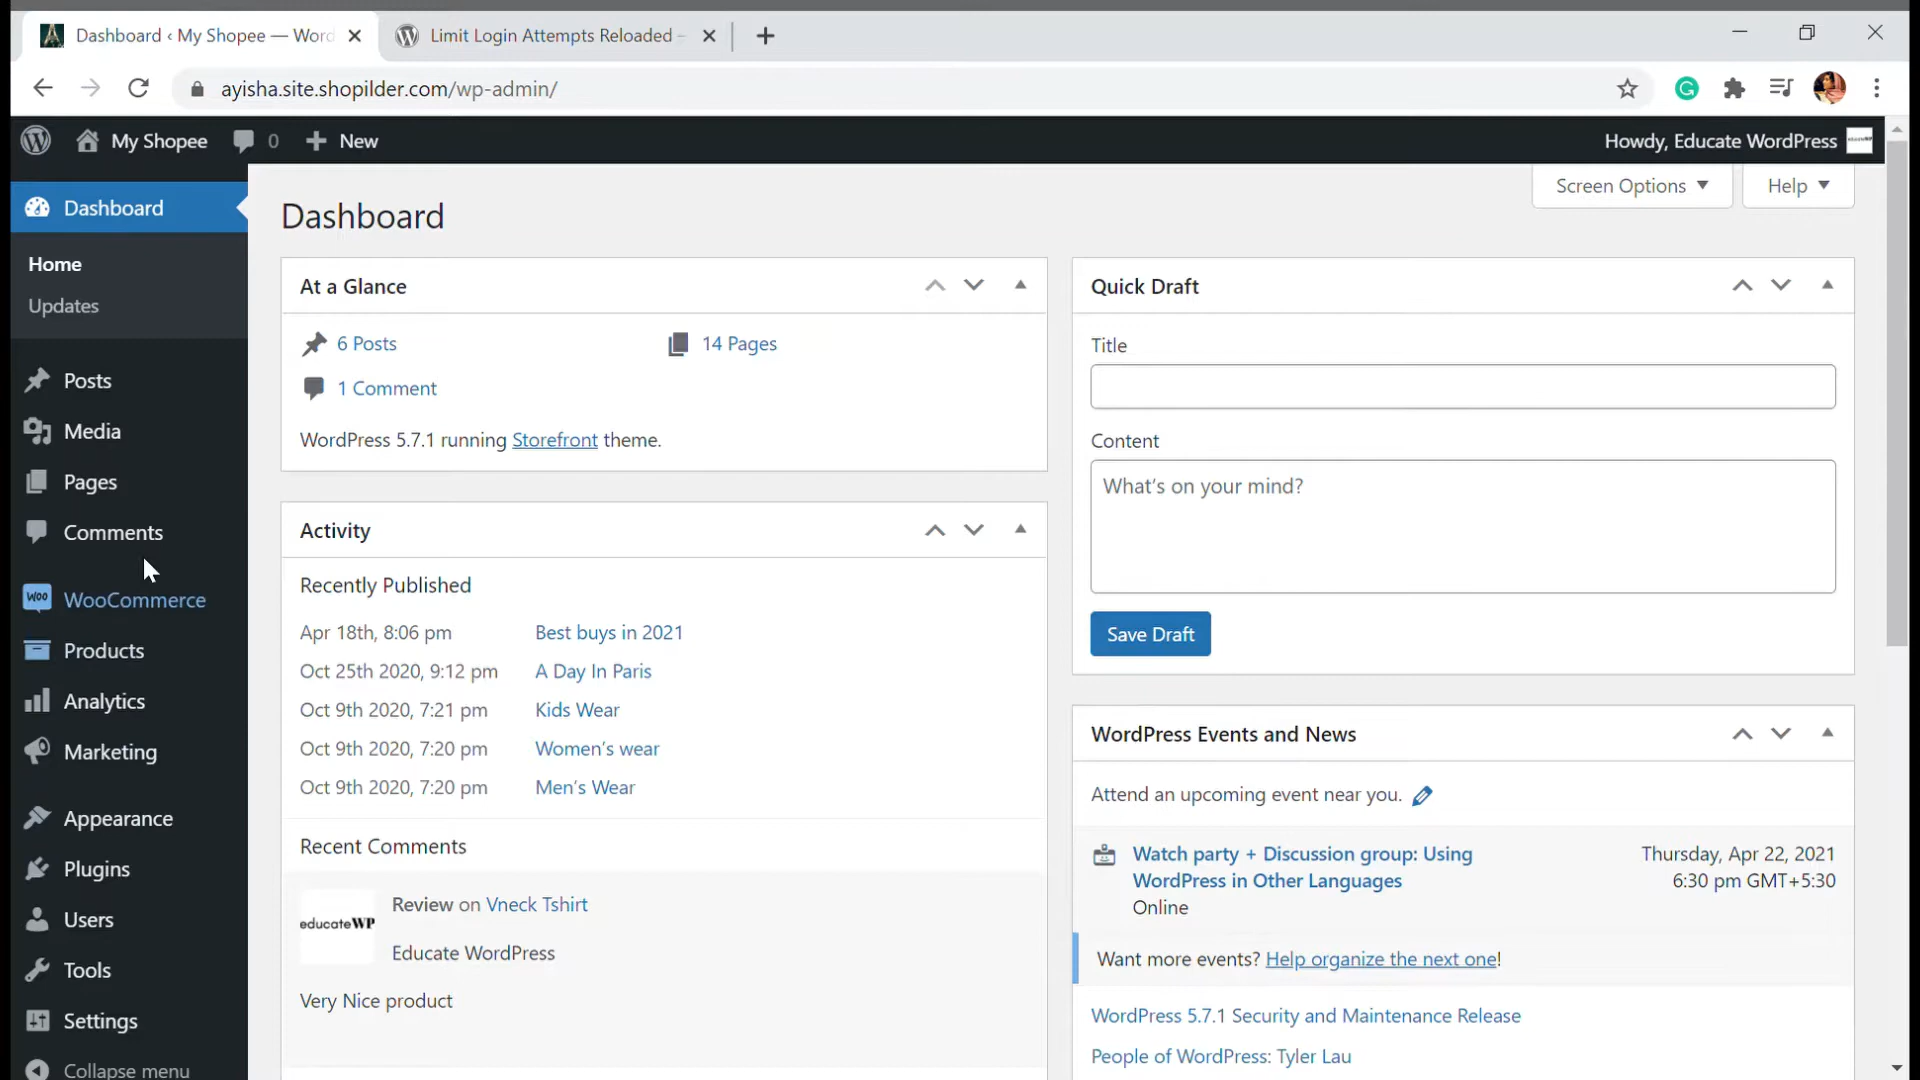 Dashboard ‹ My Shopee — Word
Limit Login Attempts Reloaded –
ayisha.site.shopilder.com/wp-admin/
My Shopee
0
New
Howdy, Educate WordPress
Screen Options
Help
Dashboard
Home
Updates
Posts
Media
Pages
Comments
Woo WooCommerce
Products
Analytics
Marketing
Appearance
Plugins
Users
Tools
Settings
Collapse menu
Dashboard
At a Glance
6 Posts
14 Pages
1 Comment
WordPress 5.7.1 running Storefront theme.
Activity
Recently Published
Apr 18th, 8:06 pm Best buys in 2021
Oct 25th 2020, 9:12 pm A Day In Paris
Oct 9th 2020, 7:21 pm Kids Wear
Oct 9th 2020, 7:20 pm Women’s wear
Oct 9th 2020, 7:20 pm Men’s Wear
Recent Comments
educateWP
Review on Vneck Tshirt
Educate WordPress
Very Nice product
Quick Draft
Title
Content
What’s on your mind?
Save Draft
WordPress Events and News
Attend an upcoming event near you.
Watch party + Discussion group: Using
WordPress in Other Languages
Online
Thursday, Apr 22, 2021
6:30 pm GMT+5:30
Want more events? Help organize the next one!
WordPress 5.7.1 Security and Maintenance Release
People of WordPress: Tyler Lau